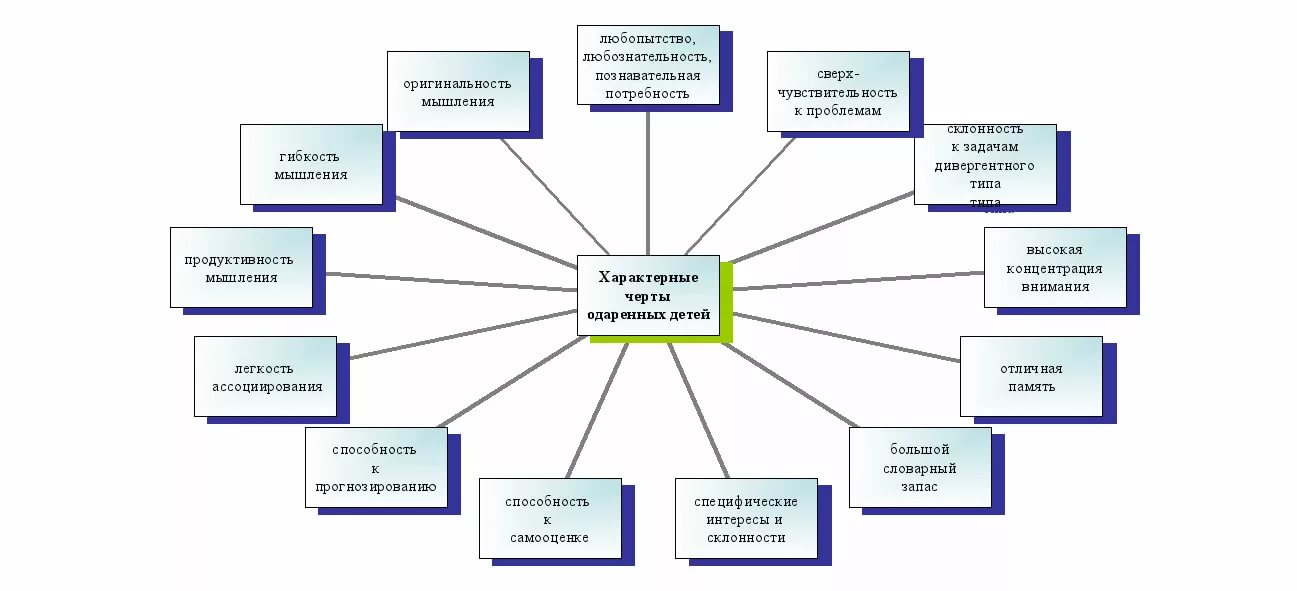 любопытство,
любознательность,
познавательная
потребность
оригинальность
мышления
сверх-
чувствительность
к проблемам
гибкость
мышления
склонность
к задачам
дивергентного
типа
типа
продуктивность
мышления
высокая
концентрация
внимания
Характерные
черты
одаренных детей
легкость
ассоциирования
отличная
память
способность
к
прогнозированию
большой
словарный
запас
способность
к
самооценке
специфические
интересы и
склонности